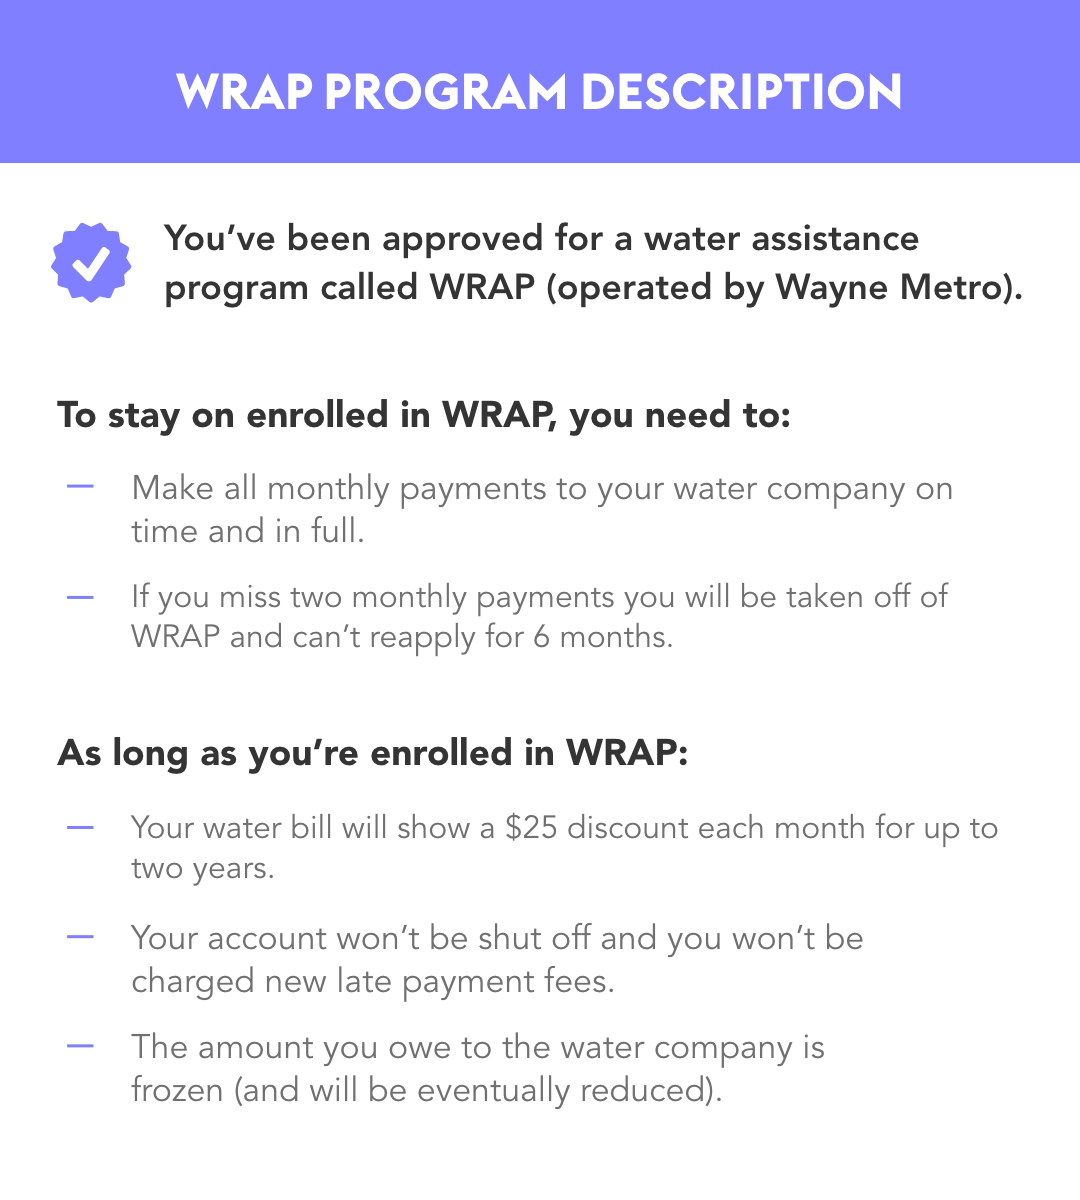 WRAP PROGRAM DESCRIPTION
You’ve been approved for a water assistance
program called WRAP (operated by Wayne Metro).
To stay on enrolled in WRAP, you need to:
— Make all monthly payments to your water company on
time and in full.
— If you miss two monthly payments you will be taken off of
WRAP and can’t reapply for 6 months.
As long as you’re enrolled in WRAP:
— Your water bill will show a $25 discount each month for up to
two years.
— Your account won’t be shut off and you won’t be
charged new late payment fees.
— The amount you owe to the water company is
frozen (and will be eventually reduced).